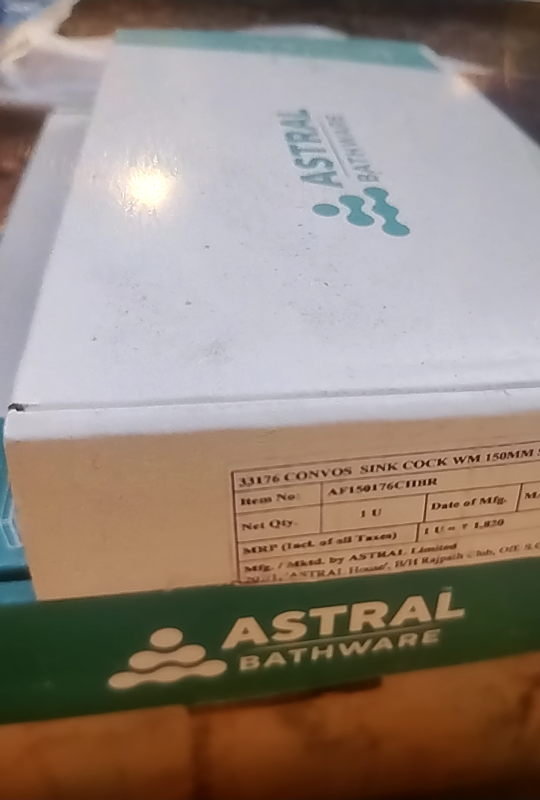 ASTRAL
BATHWARE
33176 CONVOS SINK COCK WM 150MM
Item No: AF150176CHBR
Net Qty. 1 U Date of Mfg.
MRP (Incl. of all Taxes) 1 U = ₹ 1,820
Mfg. / Mktd. by ASTRAL Limited
'ASTRAL House', B/H Rajpath Club, Off. S.G
ASTRAL
BATHWARE